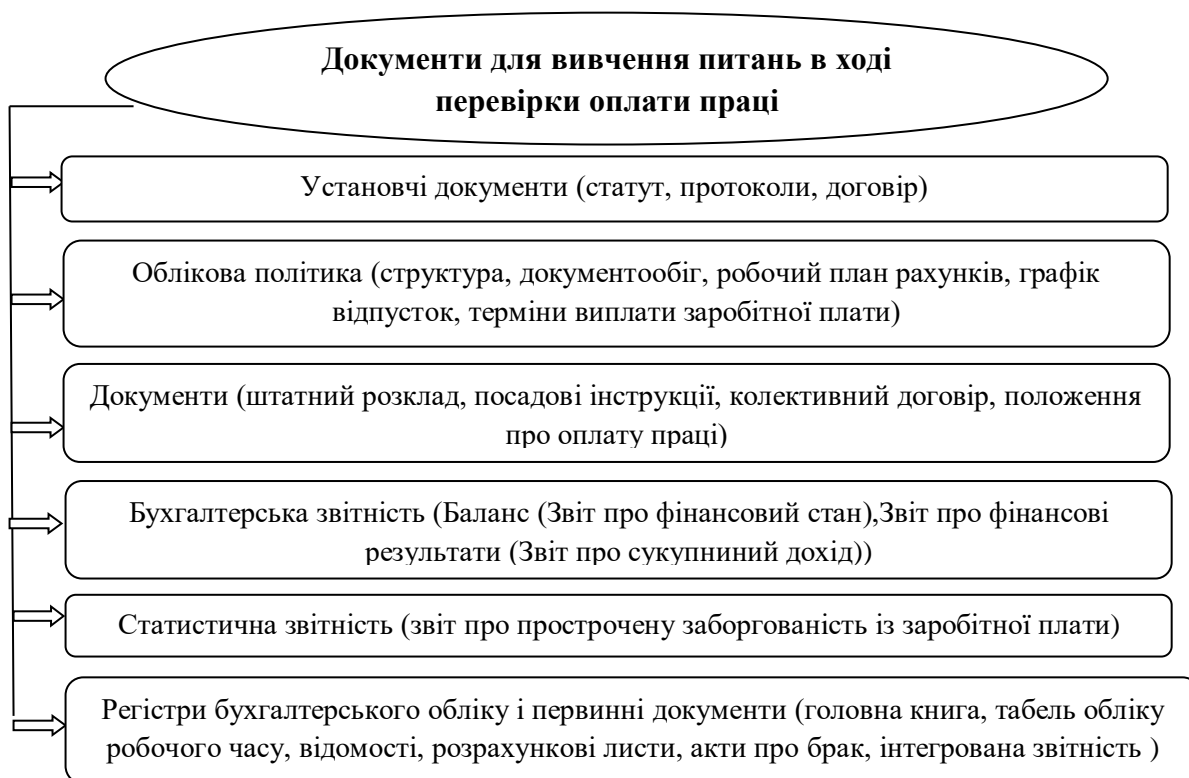 Документи для вивчення питань в ході
перевірки оплати праці
Установчі документи (статут, протоколи, договір)
Облікова політика (структура, документообіг, робочий план рахунків, графік
відпусток, терміни виплати заробітної плати)
Документи (штатний розклад, посадові інструкції, колективний договір, положення
про оплату праці)
Бухгалтерська звітність (Баланс (Звіт про фінансовий стан),Звіт про фінансові
результати (Звіт про сукупниний дохід))
Статистична звітність (звіт про прострочену заборгованість із заробітної плати)
Регістри бухгалтерського обліку і первинні документи (головна книга, табель обліку
робочого часу, відомості, розрахункові листи, акти про брак, інтегрована звітність )